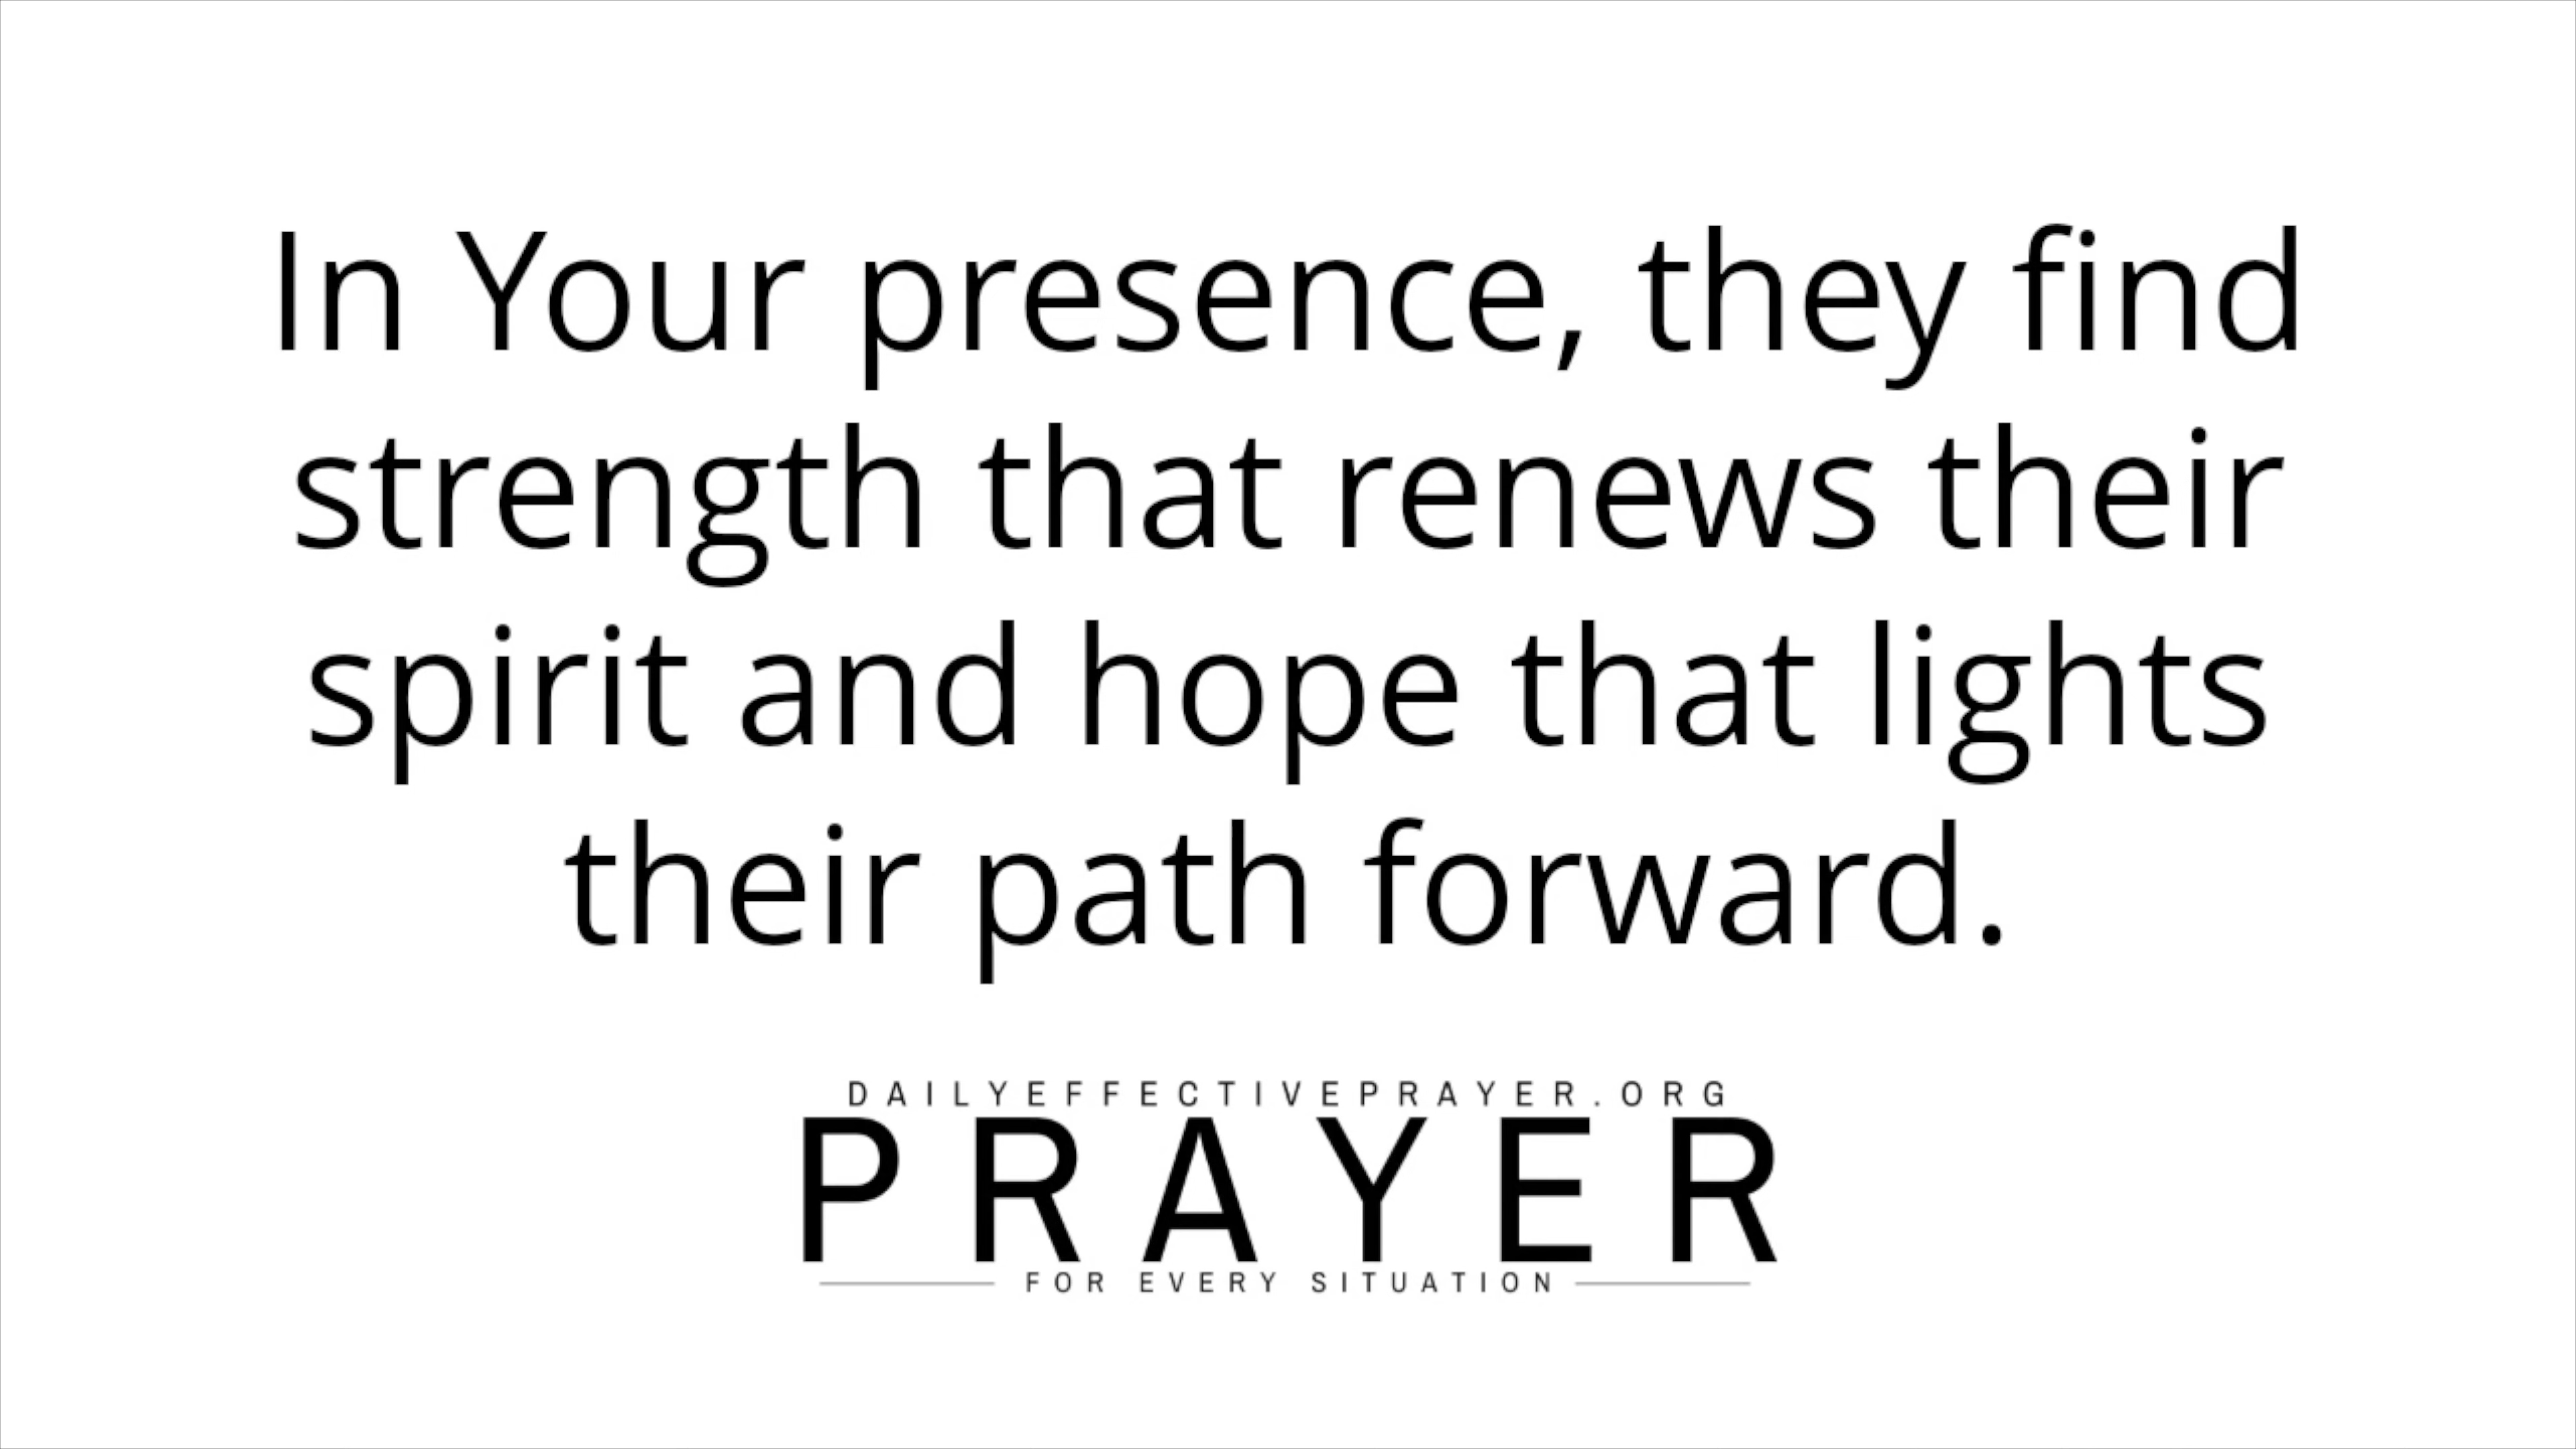 In Your presence, they find
strength that renews their
spirit and hope that lights
their path forward.
DAILYEFFECTIVEPRAYER.ORG
PRAYER
FOR EVERY SITUATION